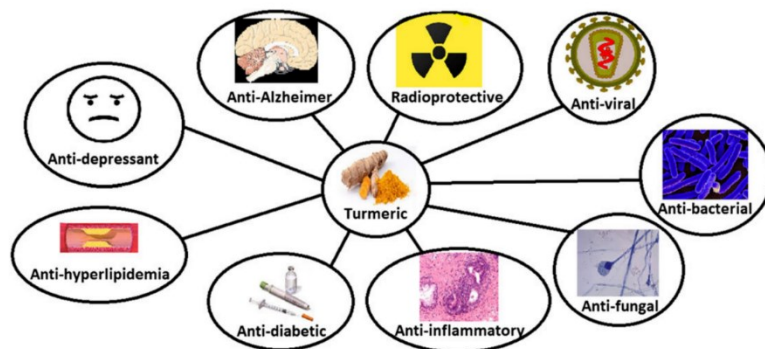 Anti-Alzheimer
Radioprotective
Anti-viral
Anti-depressant
Turmeric
Anti-bacterial
Anti-hyperlipidemia
Anti-diabetic
Anti-inflammatory
Anti-fungal